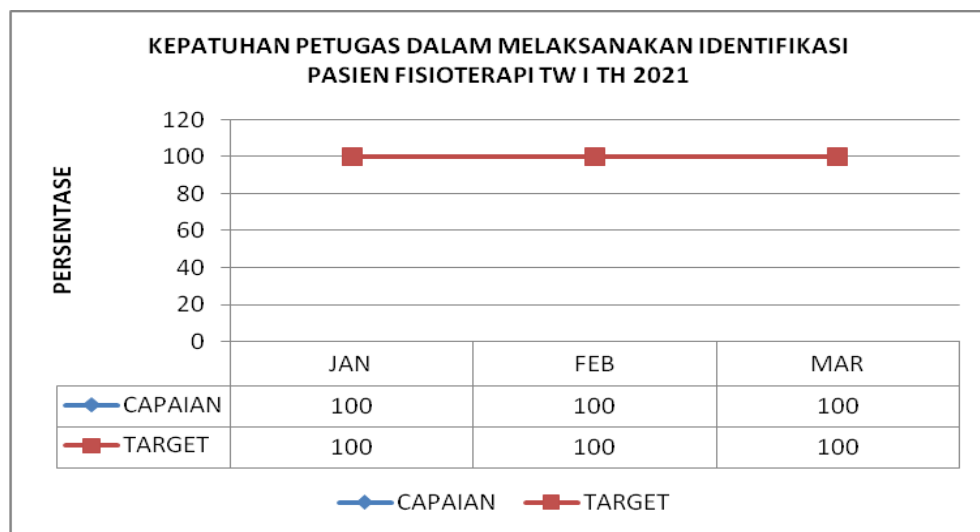 KEPATUHAN PETUGAS DALAM MELAKSANAKAN IDENTIFIKASI
PASIEN FISIOTERAPI TW I TH 2021
PERSENTASE
120
100
80
60
40
20
0
JAN FEB MAR
CAPAIAN 100 100 100
TARGET 100 100 100
CAPAIAN TARGET